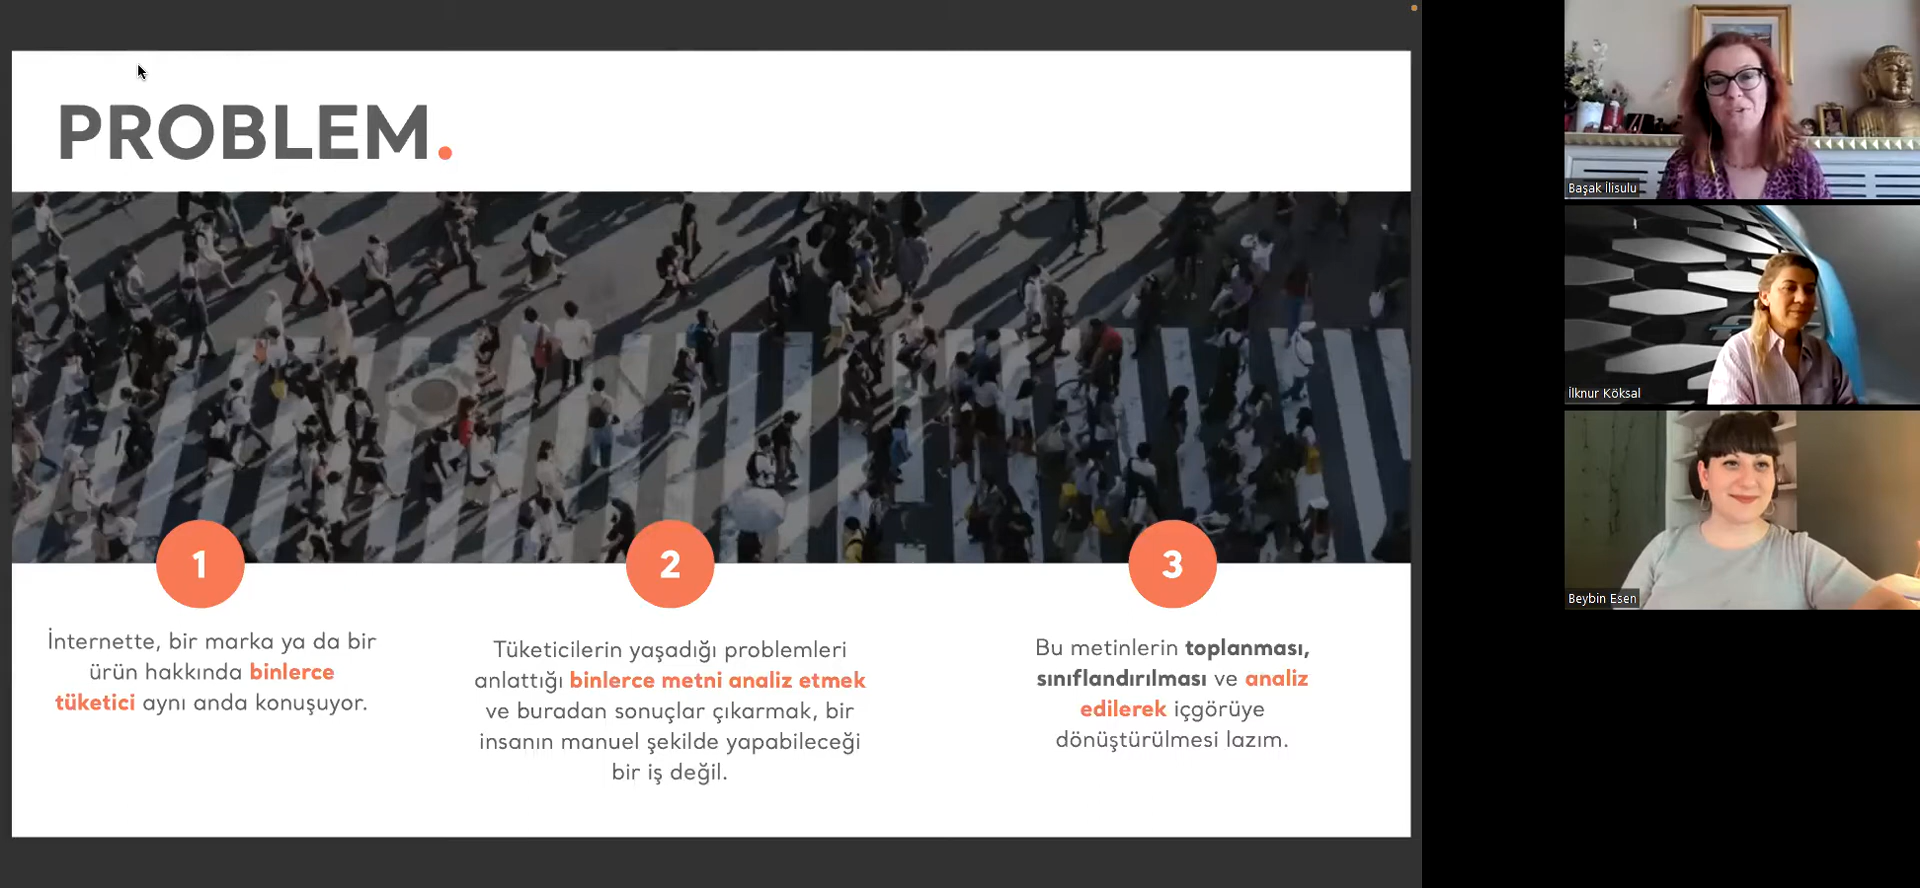 PROBLEM.
1
İnternette, bir marka ya da bir
ürün hakkında binlerce
tüketici aynı anda konuşuyor.
2
Tüketicilerin yaşadığı problemleri
anlattığı binlerce metni analiz etmek
ve buradan sonuçlar çıkarmak, bir
insanın manuel şekilde yapabileceği
bir iş değil.
3
Bu metinlerin toplanması,
sınıflandırılması ve analiz
edilerek içgörüye
dönüştürülmesi lazım.
Başak İlisulu
İlknur Köksal
Beybin Esen